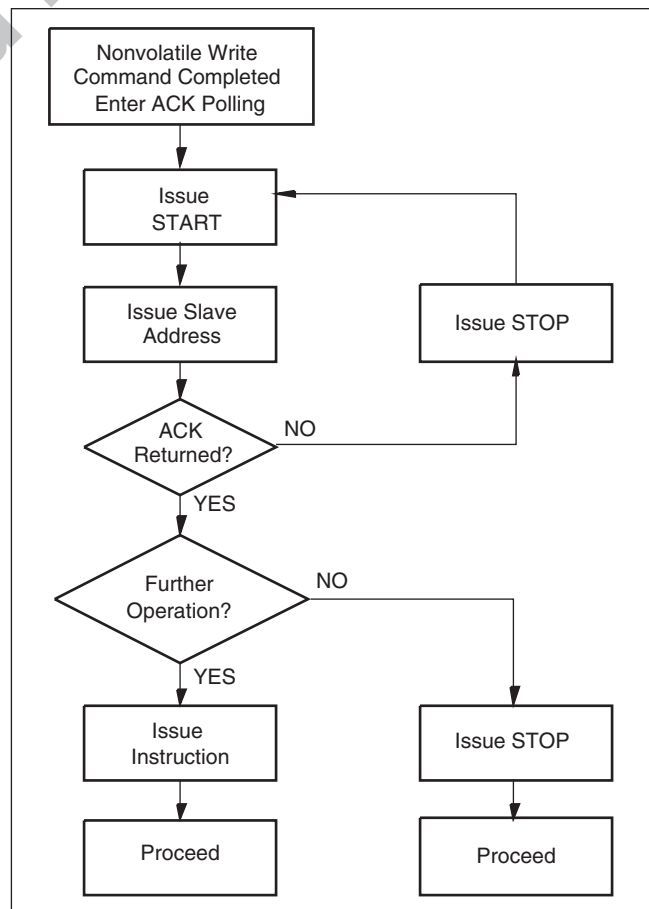 Nonvolatile Write
Command Completed
Enter ACK Polling
Issue
START
Issue Slave
Address
Issue STOP
ACK
Returned?
NO
YES
Further
Operation?
NO
YES
Issue
Instruction
Issue STOP
Proceed
Proceed